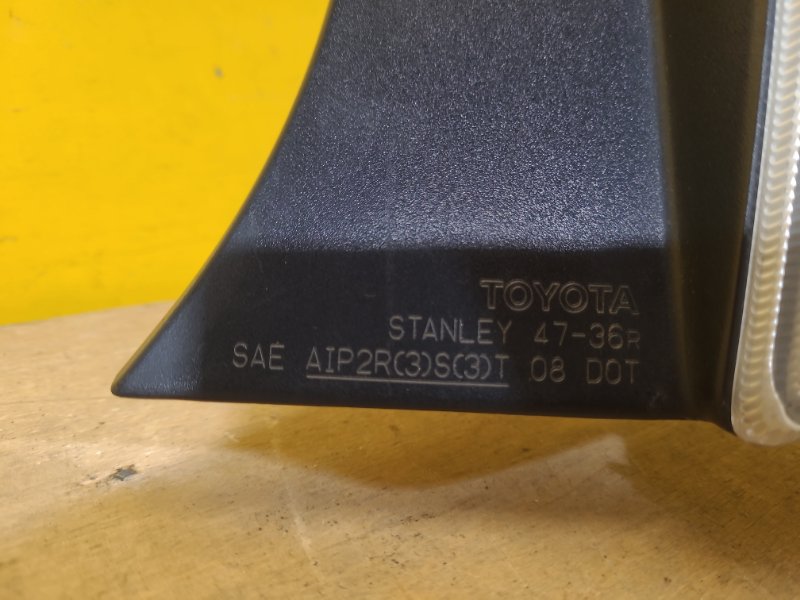 TOYOTA
STANLEY 47-36R
SAE AIP2R(3)S(3)T 08 DOT